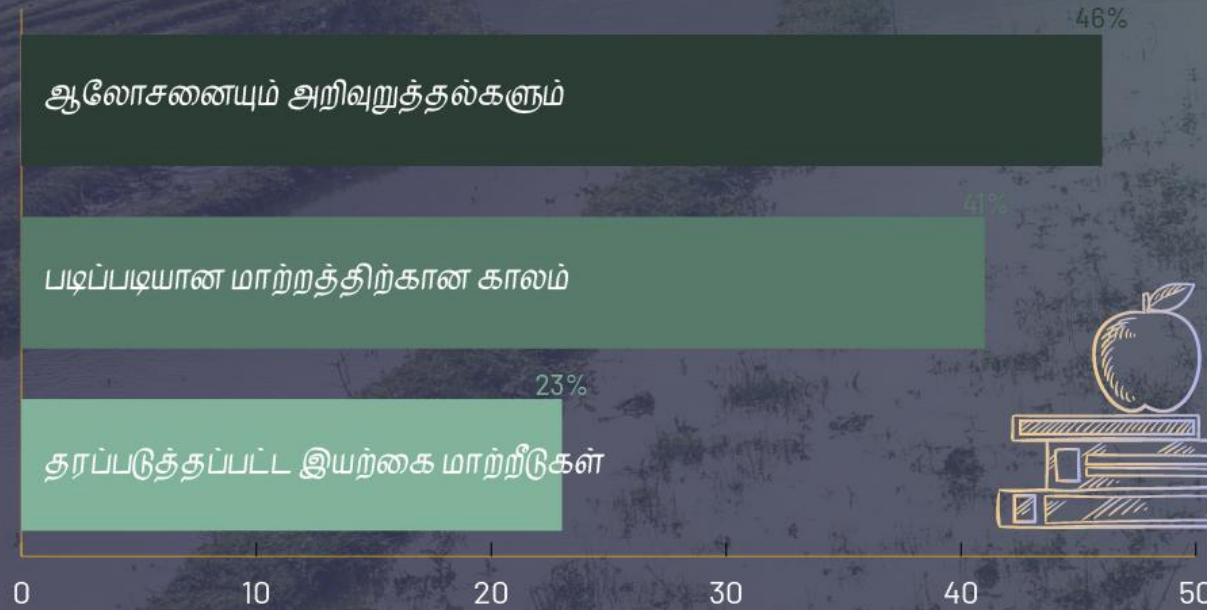 46%
ஆலோசனையும் அறிவுறுத்தல்களும்
41%
படிப்படியான மாற்றத்திற்கான காலம்
23%
தரப்படுத்தப்பட்ட இயற்கை மாற்றீடுகள்
0 10 20 30 40 50